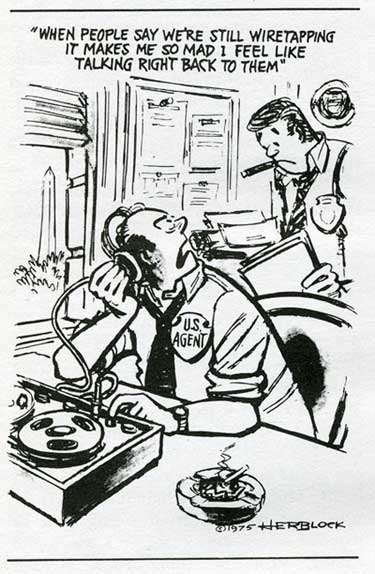 "WHEN PEOPLE SAY WE'RE STILL WIRETAPPING
IT MAKES ME SO MAD I FEEL LIKE
TALKING RIGHT BACK TO THEM"
U.S.
AGENT
©1975 HERBLOCK